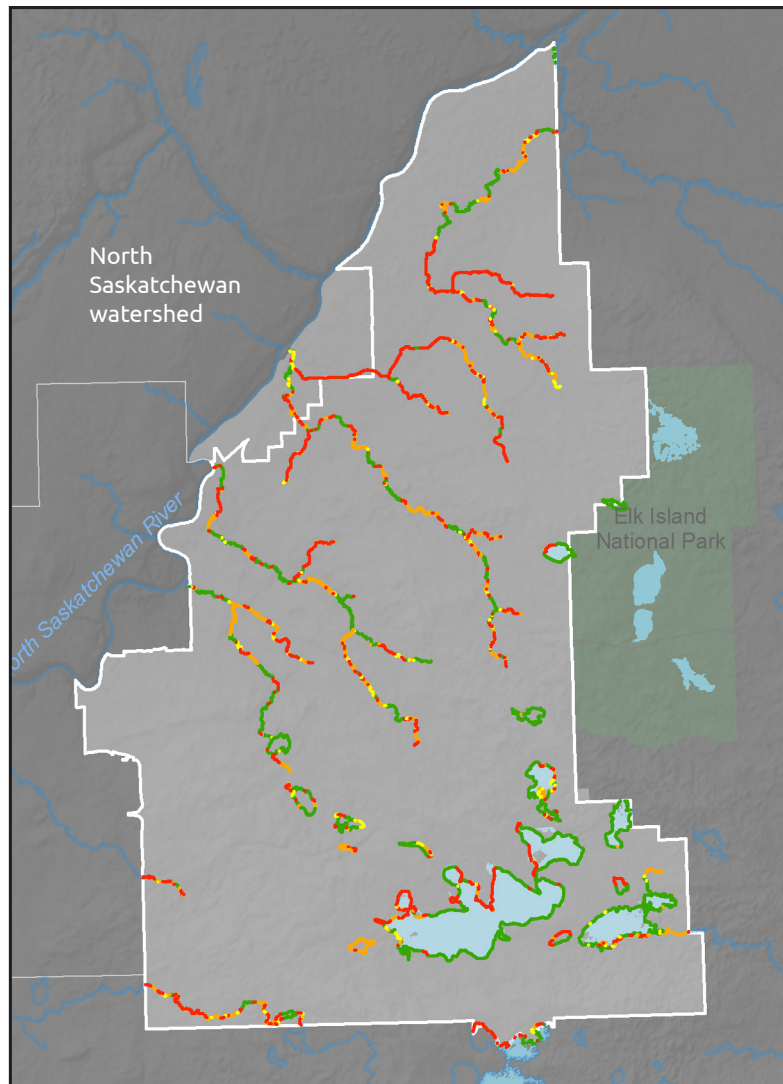 North
Saskatchewan
watershed
Elk Island
National Park
North Saskatchewan River